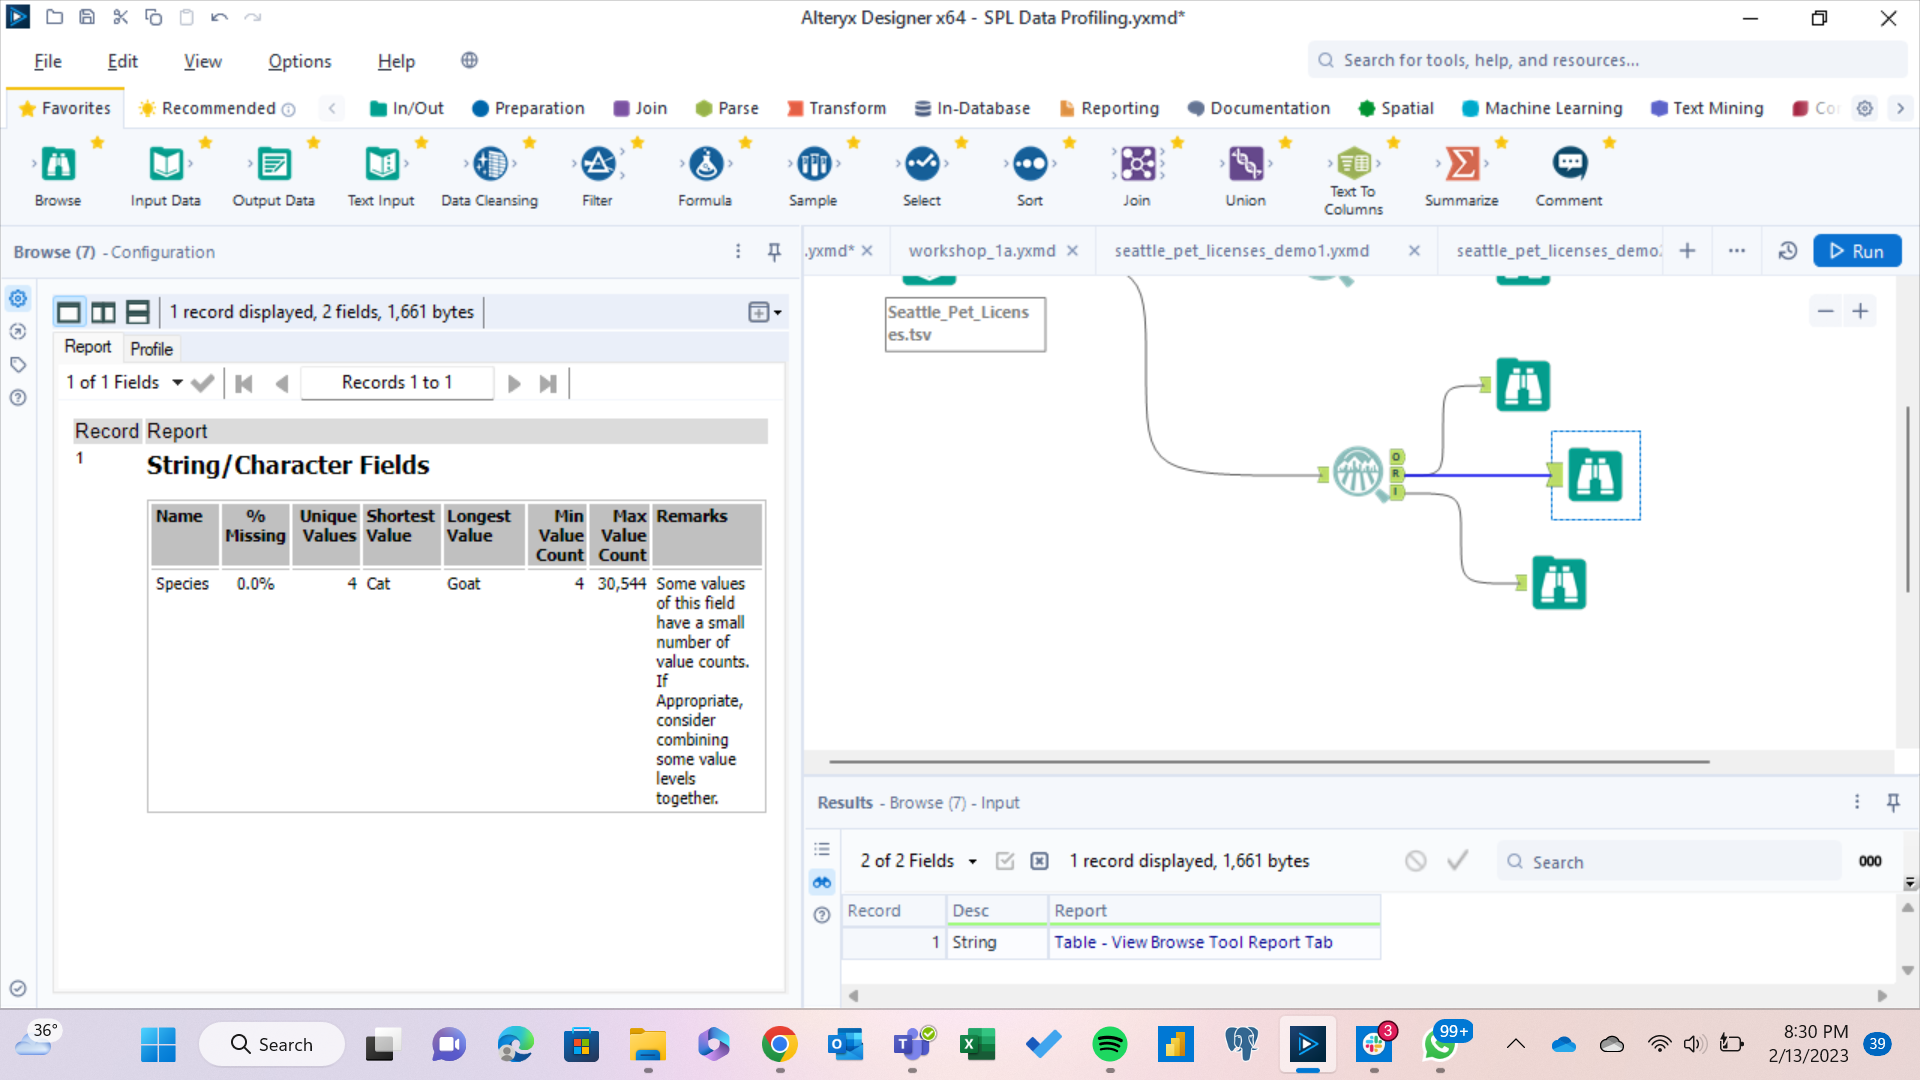 Alteryx Designer x64 - SPL Data Profiling.yxmd*
File Edit View Options Help
Search for tools, help, and resources...
Favorites Recommended In/Out Preparation Join Parse Transform In-Database Reporting Documentation Spatial Machine Learning Text Mining Co
Browse Input Data Output Data Text Input Data Cleansing Filter Formula Sample Select Sort Join Union Text To Columns Summarize Comment
Browse (7) - Configuration
.yxmd* workshop_1a.yxmd seattle_pet_licenses_demo1.yxmd seattle_pet_licenses_demo
Run
1 record displayed, 2 fields, 1,661 bytes
Report Profile
1 of 1 Fields Records 1 to 1
Record Report
1
String/Character Fields
Name % Missing Unique Values Shortest Value Longest Value Min Value Count Max Value Count Remarks
Species 0.0% 4 Cat Goat 4 30,544 Some values
of this field
have a small
number of
value counts.
If
Appropriate,
consider
combining
some value
levels
together.
Seattle_Pet_Licens
es.tsv
O
R
I
Results - Browse (7) - Input
2 of 2 Fields 1 record displayed, 1,661 bytes Search 000
Record Desc Report
1 String Table - View Browse Tool Report Tab
36° Search 3 99+ 8:30 PM
2/13/2023 39